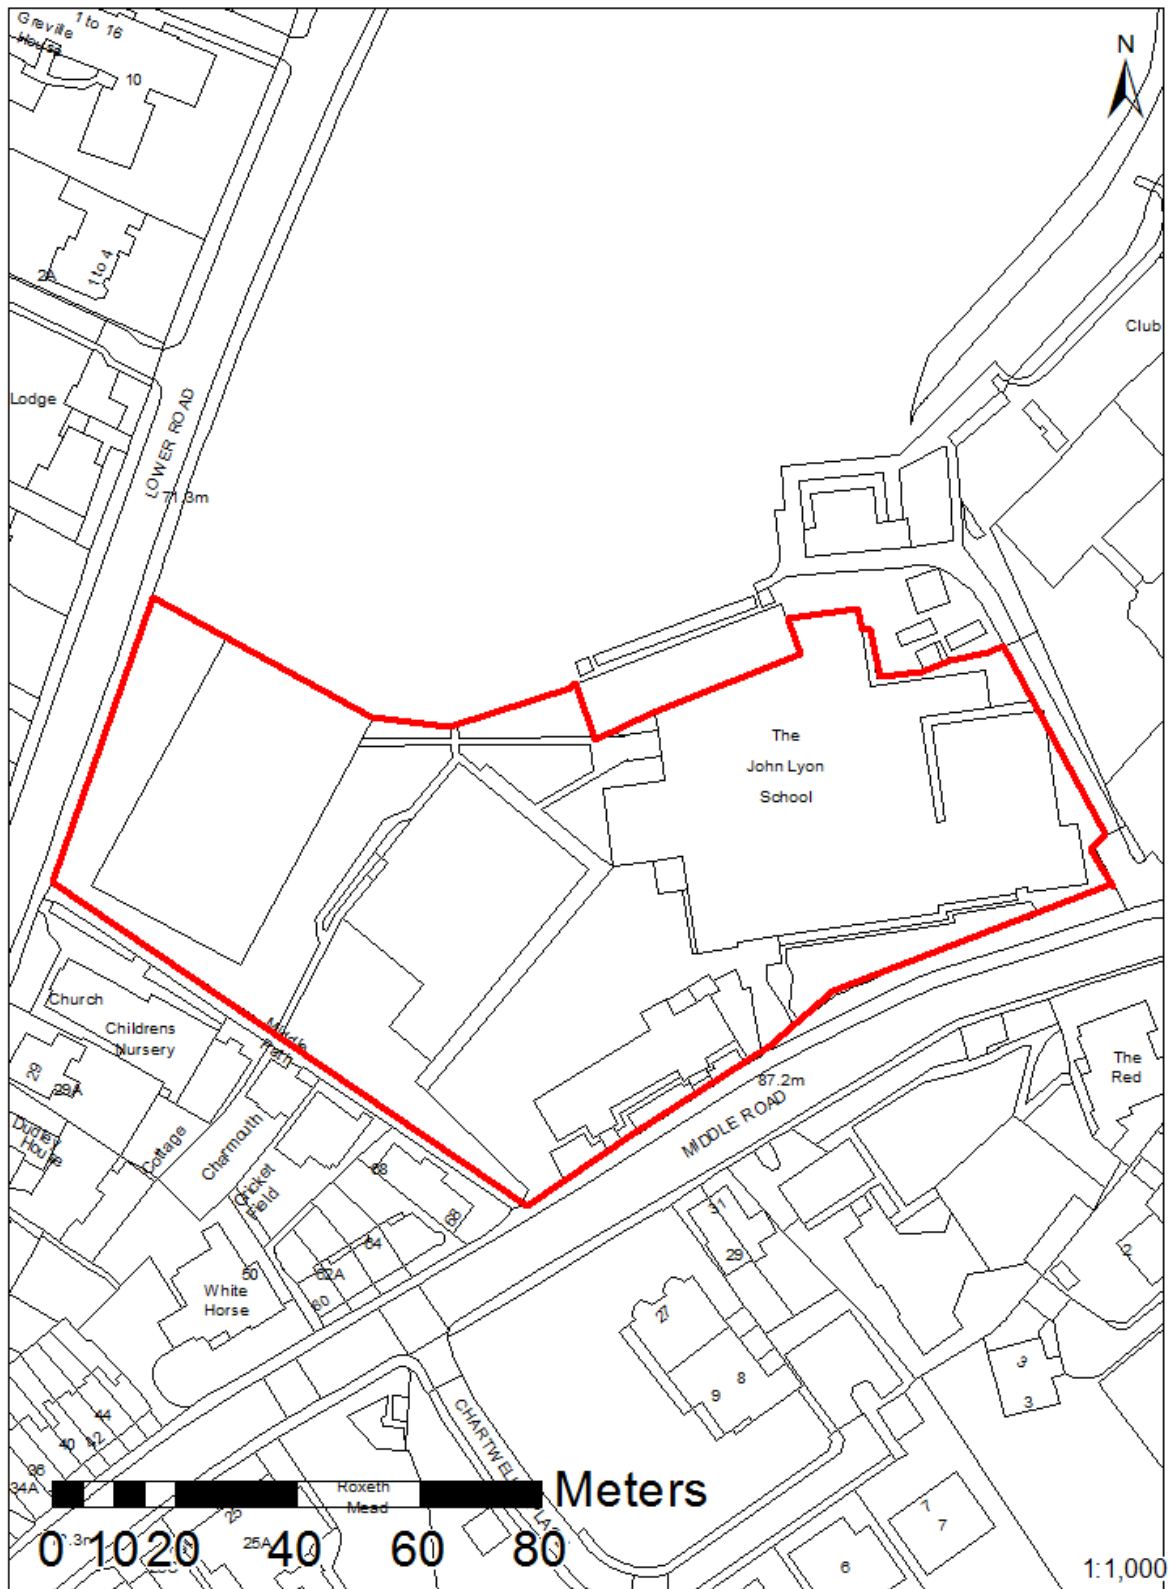 Greville
House
1 to 16
10
N
1 to 4
2A
Club
Lodge
LOWER ROAD
71.3m
The
John Lyon
School
Church
Childrens
Nursery
Middle
Path
29
29A
Dudley
House
Cottage
Charmouth
Cricket
Field
68
66
64
62A
60
50
White
Horse
87.2m
MIDDLE ROAD
The
Red
31
29
27
2
8
9
3
3
44
42
40
36
34A
CHARTWELL PLACE
Roxeth
Mead
25A
7
7
6
Meters
0 10 20 40 60 80
1:1,000